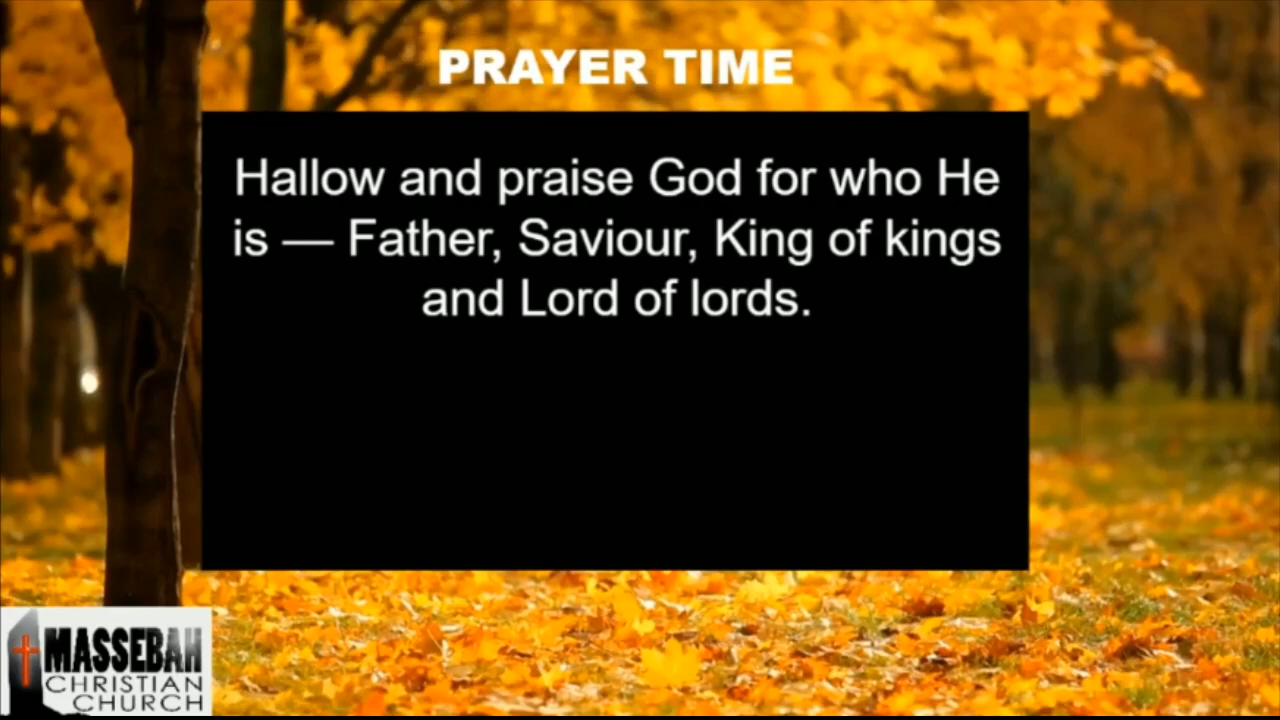 PRAYER TIME
Hallow and praise God for who He
is — Father, Saviour, King of kings
and Lord of lords.
MASSEBAH
CHRISTIAN
CHURCH